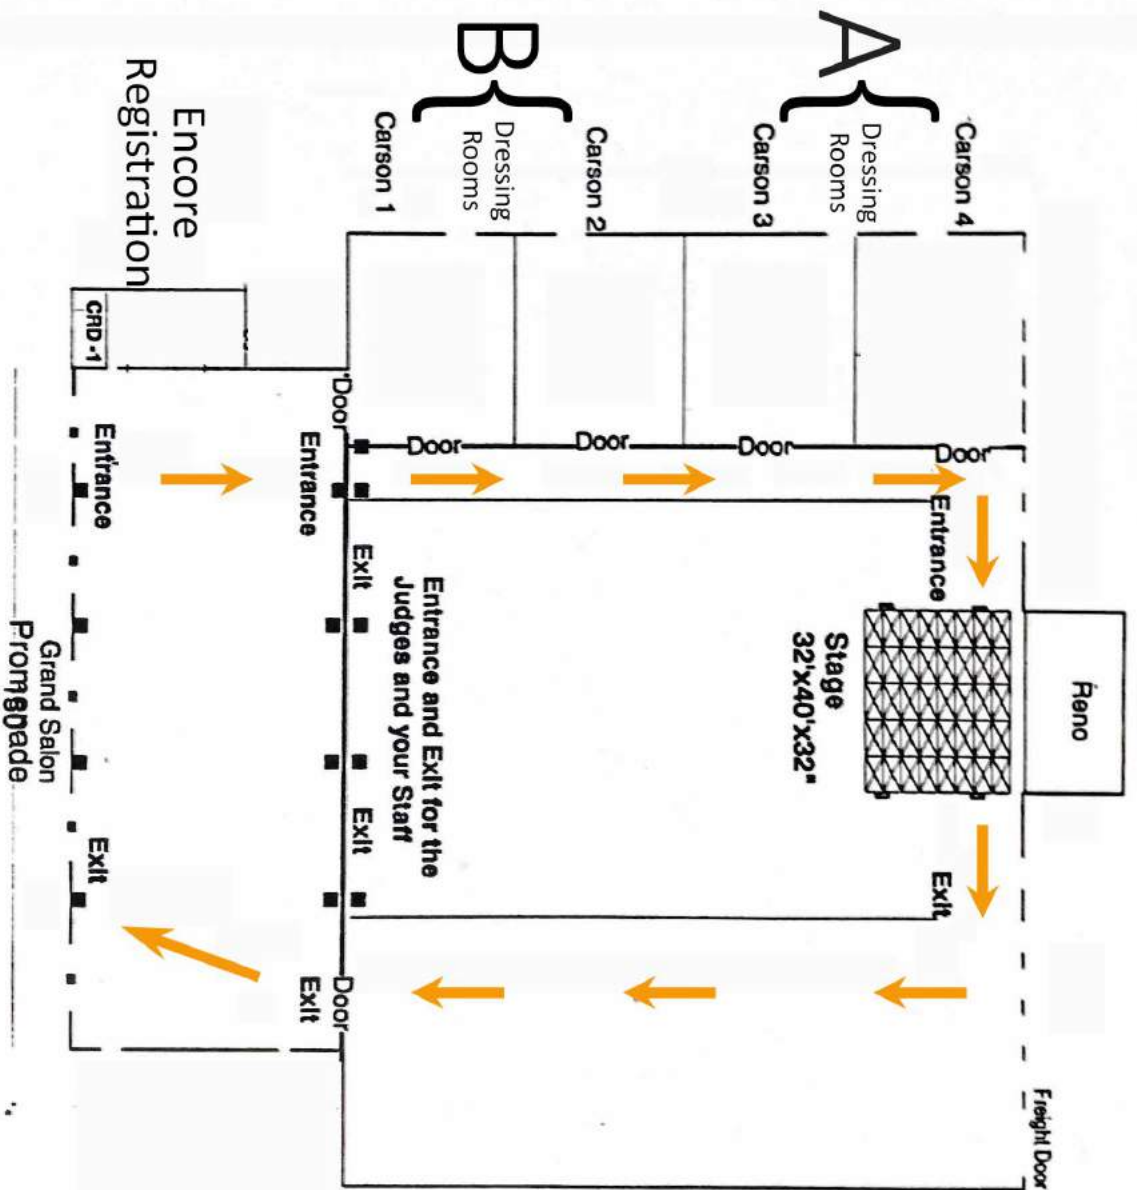 Reno
Freight Door
Carson 4
Door
Entrance
Exit
A
Dressing
Rooms
Stage
32'x40'x32"
Carson 3
Door
Carson 2
Door
B
Dressing
Rooms
Door
Entrance and Exit for the
Judges and your Staff
Carson 1
Exit
Exit
Door
Door
Entrance
Exit
Encore
Registration
CRD-1
Entrance
Exit
Grand Salon
Promenade